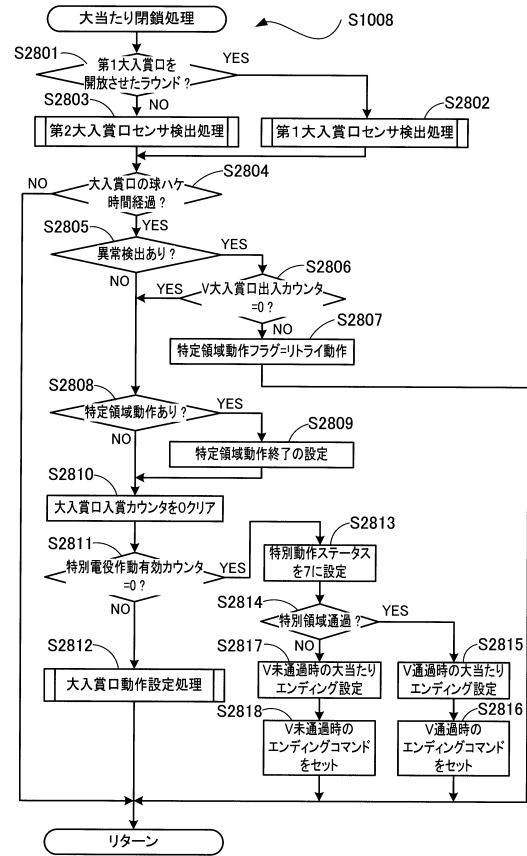 大当たり閉鎖処理
S1008
S2801
第1大入賞口を
開放させたラウンド？
YES
NO
S2803
第2大入賞口センサ検出処理
S2802
第1大入賞口センサ検出処理
S2804
大入賞口の球ハケ
時間経過？
NO
YES
S2805
異常検出あり？
YES
NO
S2806
V大入賞口出入カウンタ
=0？
YES
NO
S2807
特定領域動作フラグ=リトライ動作
S2808
特定領域動作あり？
YES
NO
S2809
特定領域動作終了の設定
S2810
大入賞口入賞カウンタを0クリア
S2811
特別電役作動有効カウンタ
=0？
YES
NO
S2812
大入賞口動作設定処理
S2813
特別動作ステータス
を7に設定
S2814
特別領域通過？
YES
NO
S2817
V未通過時の大当たり
エンディング設定
S2815
V通過時の大当たり
エンディング設定
S2818
V未通過時の
エンディングコマンド
をセット
S2816
V通過時の
エンディングコマンド
をセット
リターン